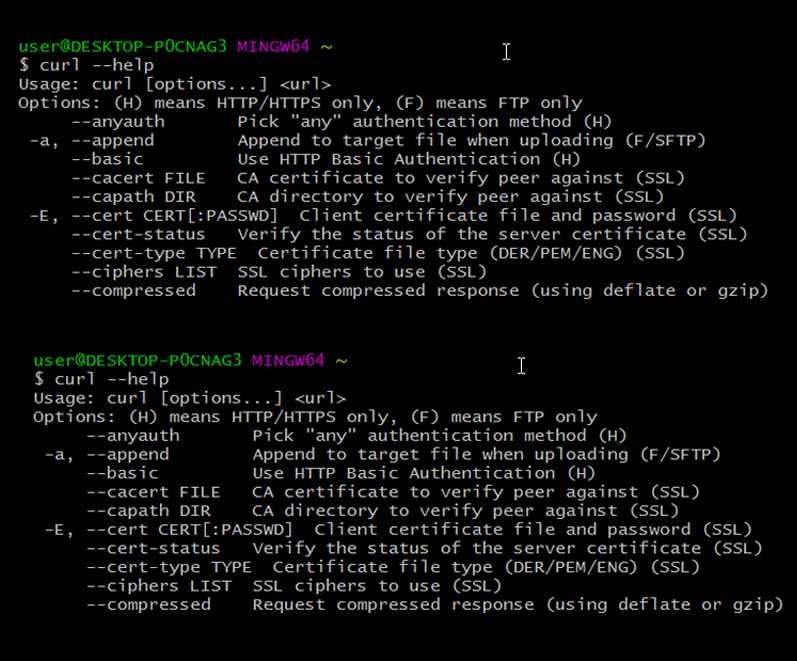 user@DESKTOP-P0CNAG3 MINGW64 ~
$ curl --help
Usage: curl [options...] <url>
Options: (H) means HTTP/HTTPS only, (F) means FTP only
     --anyauth       Pick "any" authentication method (H)
 -a, --append        Append to target file when uploading (F/SFTP)
     --basic         Use HTTP Basic Authentication (H)
     --cacert FILE   CA certificate to verify peer against (SSL)
     --capath DIR    CA directory to verify peer against (SSL)
 -E, --cert CERT[:PASSWD]  Client certificate file and password (SSL)
     --cert-status   Verify the status of the server certificate (SSL)
     --cert-type TYPE  Certificate file type (DER/PEM/ENG) (SSL)
     --ciphers LIST  SSL ciphers to use (SSL)
     --compressed    Request compressed response (using deflate or gzip)
user@DESKTOP-P0CNAG3 MINGW64 ~
$ curl --help
Usage: curl [options...] <url>
Options: (H) means HTTP/HTTPS only, (F) means FTP only
     --anyauth       Pick "any" authentication method (H)
 -a, --append        Append to target file when uploading (F/SFTP)
     --basic         Use HTTP Basic Authentication (H)
     --cacert FILE   CA certificate to verify peer against (SSL)
     --capath DIR    CA directory to verify peer against (SSL)
 -E, --cert CERT[:PASSWD]  Client certificate file and password (SSL)
     --cert-status   Verify the status of the server certificate (SSL)
     --cert-type TYPE  Certificate file type (DER/PEM/ENG) (SSL)
     --ciphers LIST  SSL ciphers to use (SSL)
     --compressed    Request compressed response (using deflate or gzip)